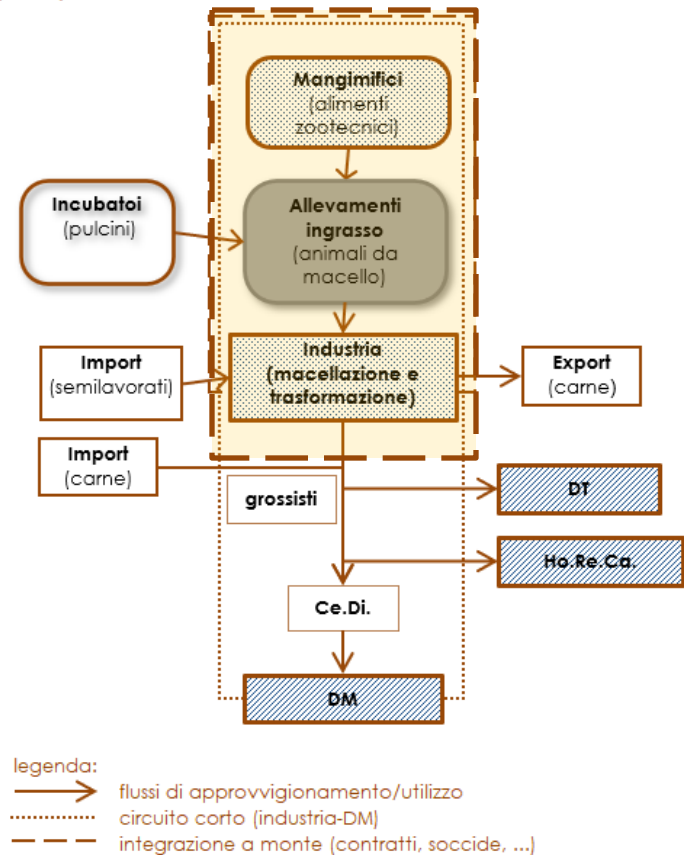 Mangimifici
(alimenti
zootecnici)
Incubatoi
(pulcini)
Allevamenti
ingrasso
(animali da
macello)
Import
(semilavorati)
Industria
(macellazione e
trasformazione)
Export
(carne)
Import
(carne)
grossisti
DT
Ho.Re.Ca.
Ce.Di.
DM
legenda:
flussi di approvvigionamento/utilizzo
circuito corto (industria-DM)
integrazione a monte (contratti, soccide, ...)